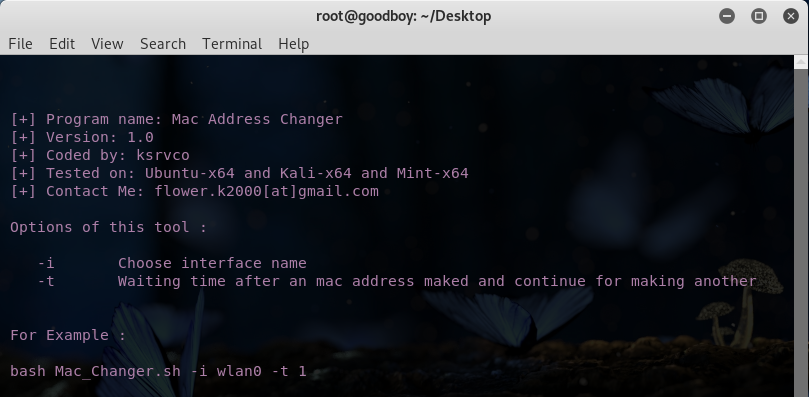 root@goodboy: ~/Desktop
File Edit View Search Terminal Help
[+] Program name: Mac Address Changer
[+] Version: 1.0
[+] Coded by: ksrvco
[+] Tested on: Ubuntu-x64 and Kali-x64 and Mint-x64
[+] Contact Me: flower.k2000[at]gmail.com
Options of this tool :
-i Choose interface name
-t Waiting time after an mac address maked and continue for making another
For Example :
bash Mac_Changer.sh -i wlan0 -t 1